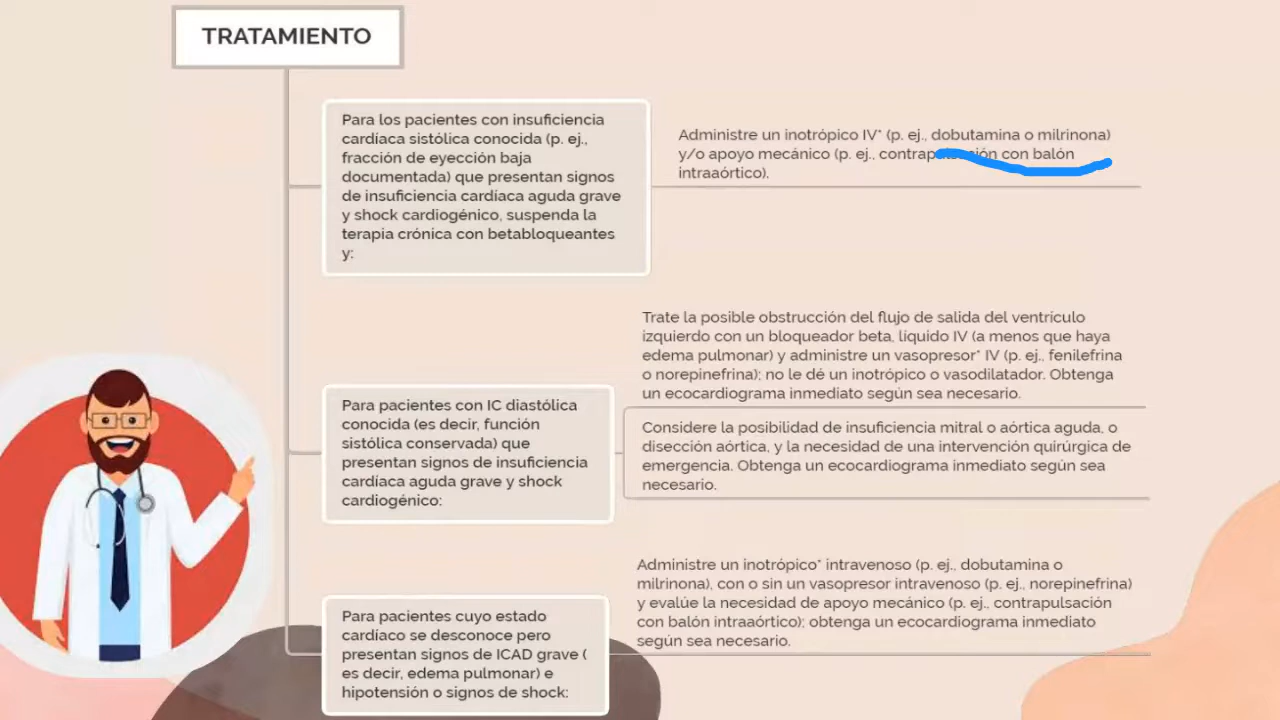 TRATAMIENTO
Para los pacientes con insuficiencia
cardíaca sistólica conocida (p. ej.,
fracción de eyección baja
documentada) que presentan signos
de insuficiencia cardíaca aguda grave
y shock cardiogénico, suspenda la
terapia crónica con betabloqueantes
y:
Administre un inotrópico IV* (p. ej., dobutamina o milrinona)
y/o apoyo mecánico (p. ej., contrapulsación con balón
intraaórtico).
Para pacientes con IC diastólica
conocida (es decir, función
sistólica conservada) que
presentan signos de insuficiencia
cardíaca aguda grave y shock
cardiogénico:
Trate la posible obstrucción del flujo de salida del ventrículo
izquierdo con un bloqueador beta, líquido IV (a menos que haya
edema pulmonar) y administre un vasopresor* IV (p. ej., fenilefrina
o norepinefrina); no le dé un inotrópico o vasodilatador. Obtenga
un ecocardiograma inmediato según sea necesario.
Considere la posibilidad de insuficiencia mitral o aórtica aguda, o
disección aórtica, y la necesidad de una intervención quirúrgica de
emergencia. Obtenga un ecocardiograma inmediato según sea
necesario.
Para pacientes cuyo estado
cardíaco se desconoce pero
presentan signos de ICAD grave (
es decir, edema pulmonar) e
hipotensión o signos de shock:
Administre un inotrópico* intravenoso (p. ej., dobutamina o
milrinona), con o sin un vasopresor intravenoso (p. ej., norepinefrina)
y evalúe la necesidad de apoyo mecánico (p. ej., contrapulsación
con balón intraaórtico); obtenga un ecocardiograma inmediato
según sea necesario.